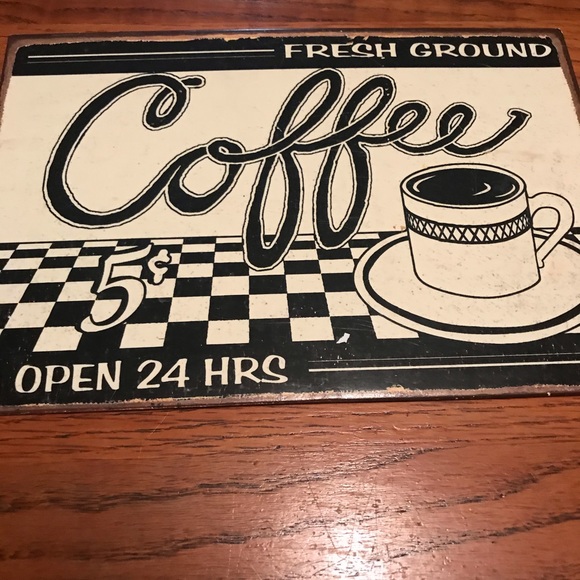 FRESH GROUND
Coffee
5¢
OPEN 24 HRS